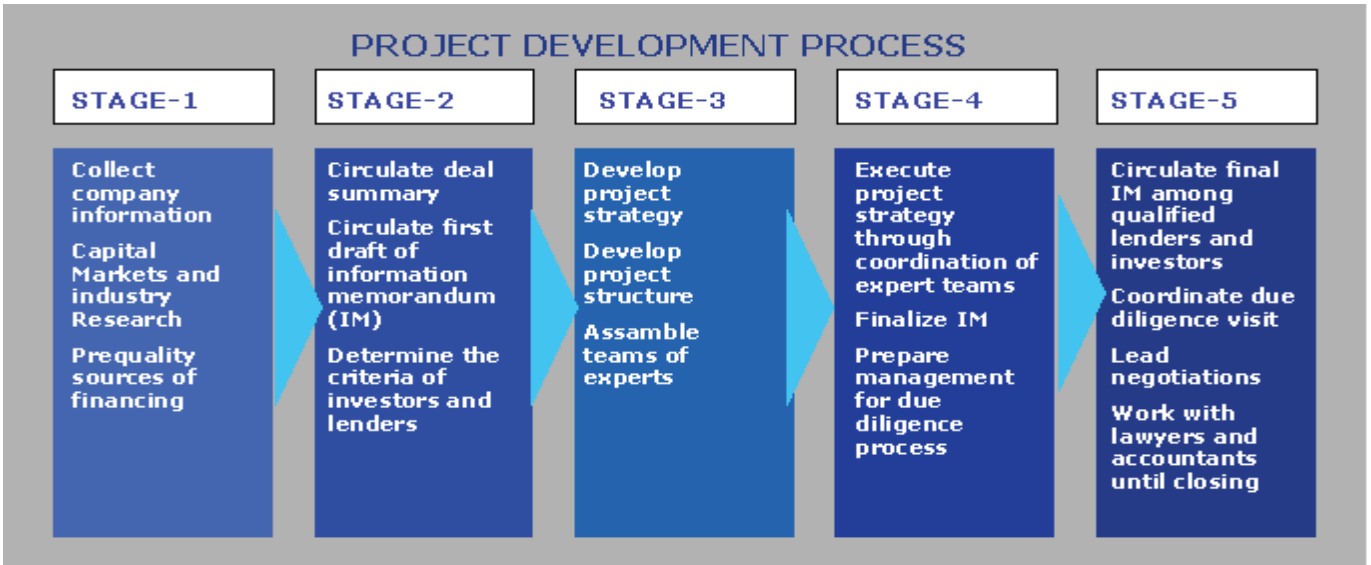 PROJECT DEVELOPMENT PROCESS
STAGE-1
STAGE-2
STAGE-3
STAGE-4
STAGE-5
Collect
company
information
Capital
Markets and
industry
Research
Prequality
sources of
financing
Circulate deal
summary
Circulate first
draft of
information
memorandum
(IM)
Determine the
criteria of
investors and
lenders
Develop
project
strategy
Develop
project
structure
Assamble
teams of
experts
Execute
project
strategy
through
coordination of
expert teams
Finalize IM
Prepare
management
for due
diligence
process
Circulate final
IM among
qualified
lenders and
investors
Coordinate due
diligence visit
Lead
negotiations
Work with
lawyers and
accountants
until closing